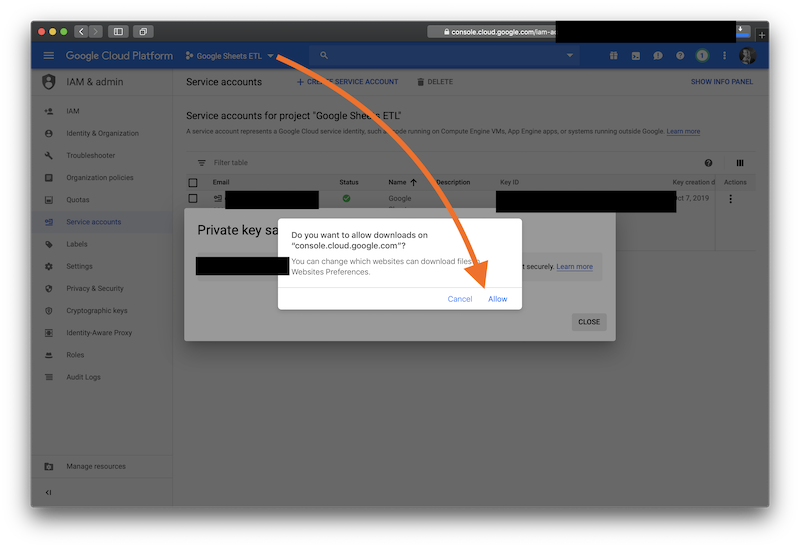 console.cloud.google.com/iam-ad
Google Cloud Platform
Google Sheets ETL
1
IAM & admin
Service accounts
+ CREATE SERVICE ACCOUNT
DELETE
SHOW INFO PANEL
IAM
Identity & Organization
Troubleshooter
Organization policies
Quotas
Service accounts
Labels
Settings
Privacy & Security
Cryptographic keys
Identity-Aware Proxy
Roles
Audit Logs
Manage resources
Service accounts for project "Google Sheets ETL"
A service account represents a Google Cloud service identity, such as code running on Compute Engine VMs, App Engine apps, or systems running outside Google. Learn more
Filter table
Email Status Name Description Key ID Key creation d Actions
Google
Oct 7, 2019
Private key sa
t securely. Learn more
CLOSE
Do you want to allow downloads on
“console.cloud.google.com”?
You can change which websites can download files in
Websites Preferences.
Cancel Allow